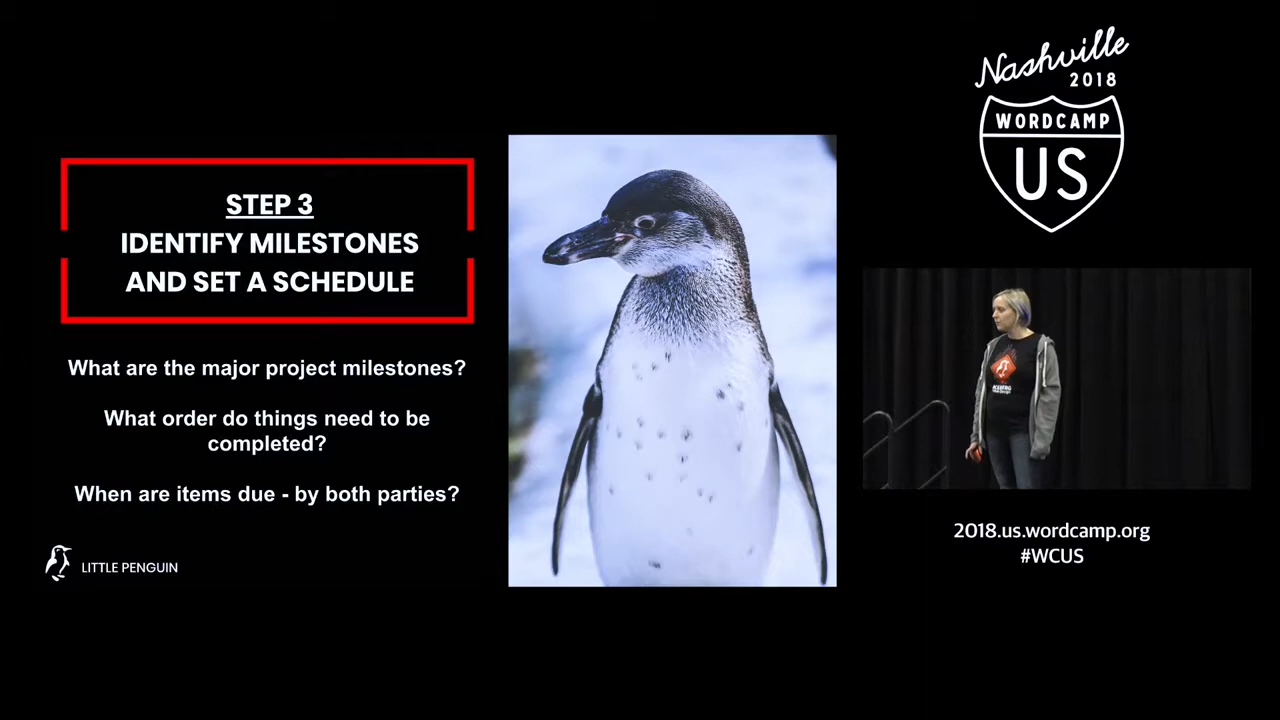 STEP 3
IDENTIFY MILESTONES
AND SET A SCHEDULE
What are the major project milestones?
What order do things need to be
completed?
When are items due - by both parties?
LITTLE PENGUIN
Nashville
2018
WORDCAMP
US
2018.us.wordcamp.org
#WCUS